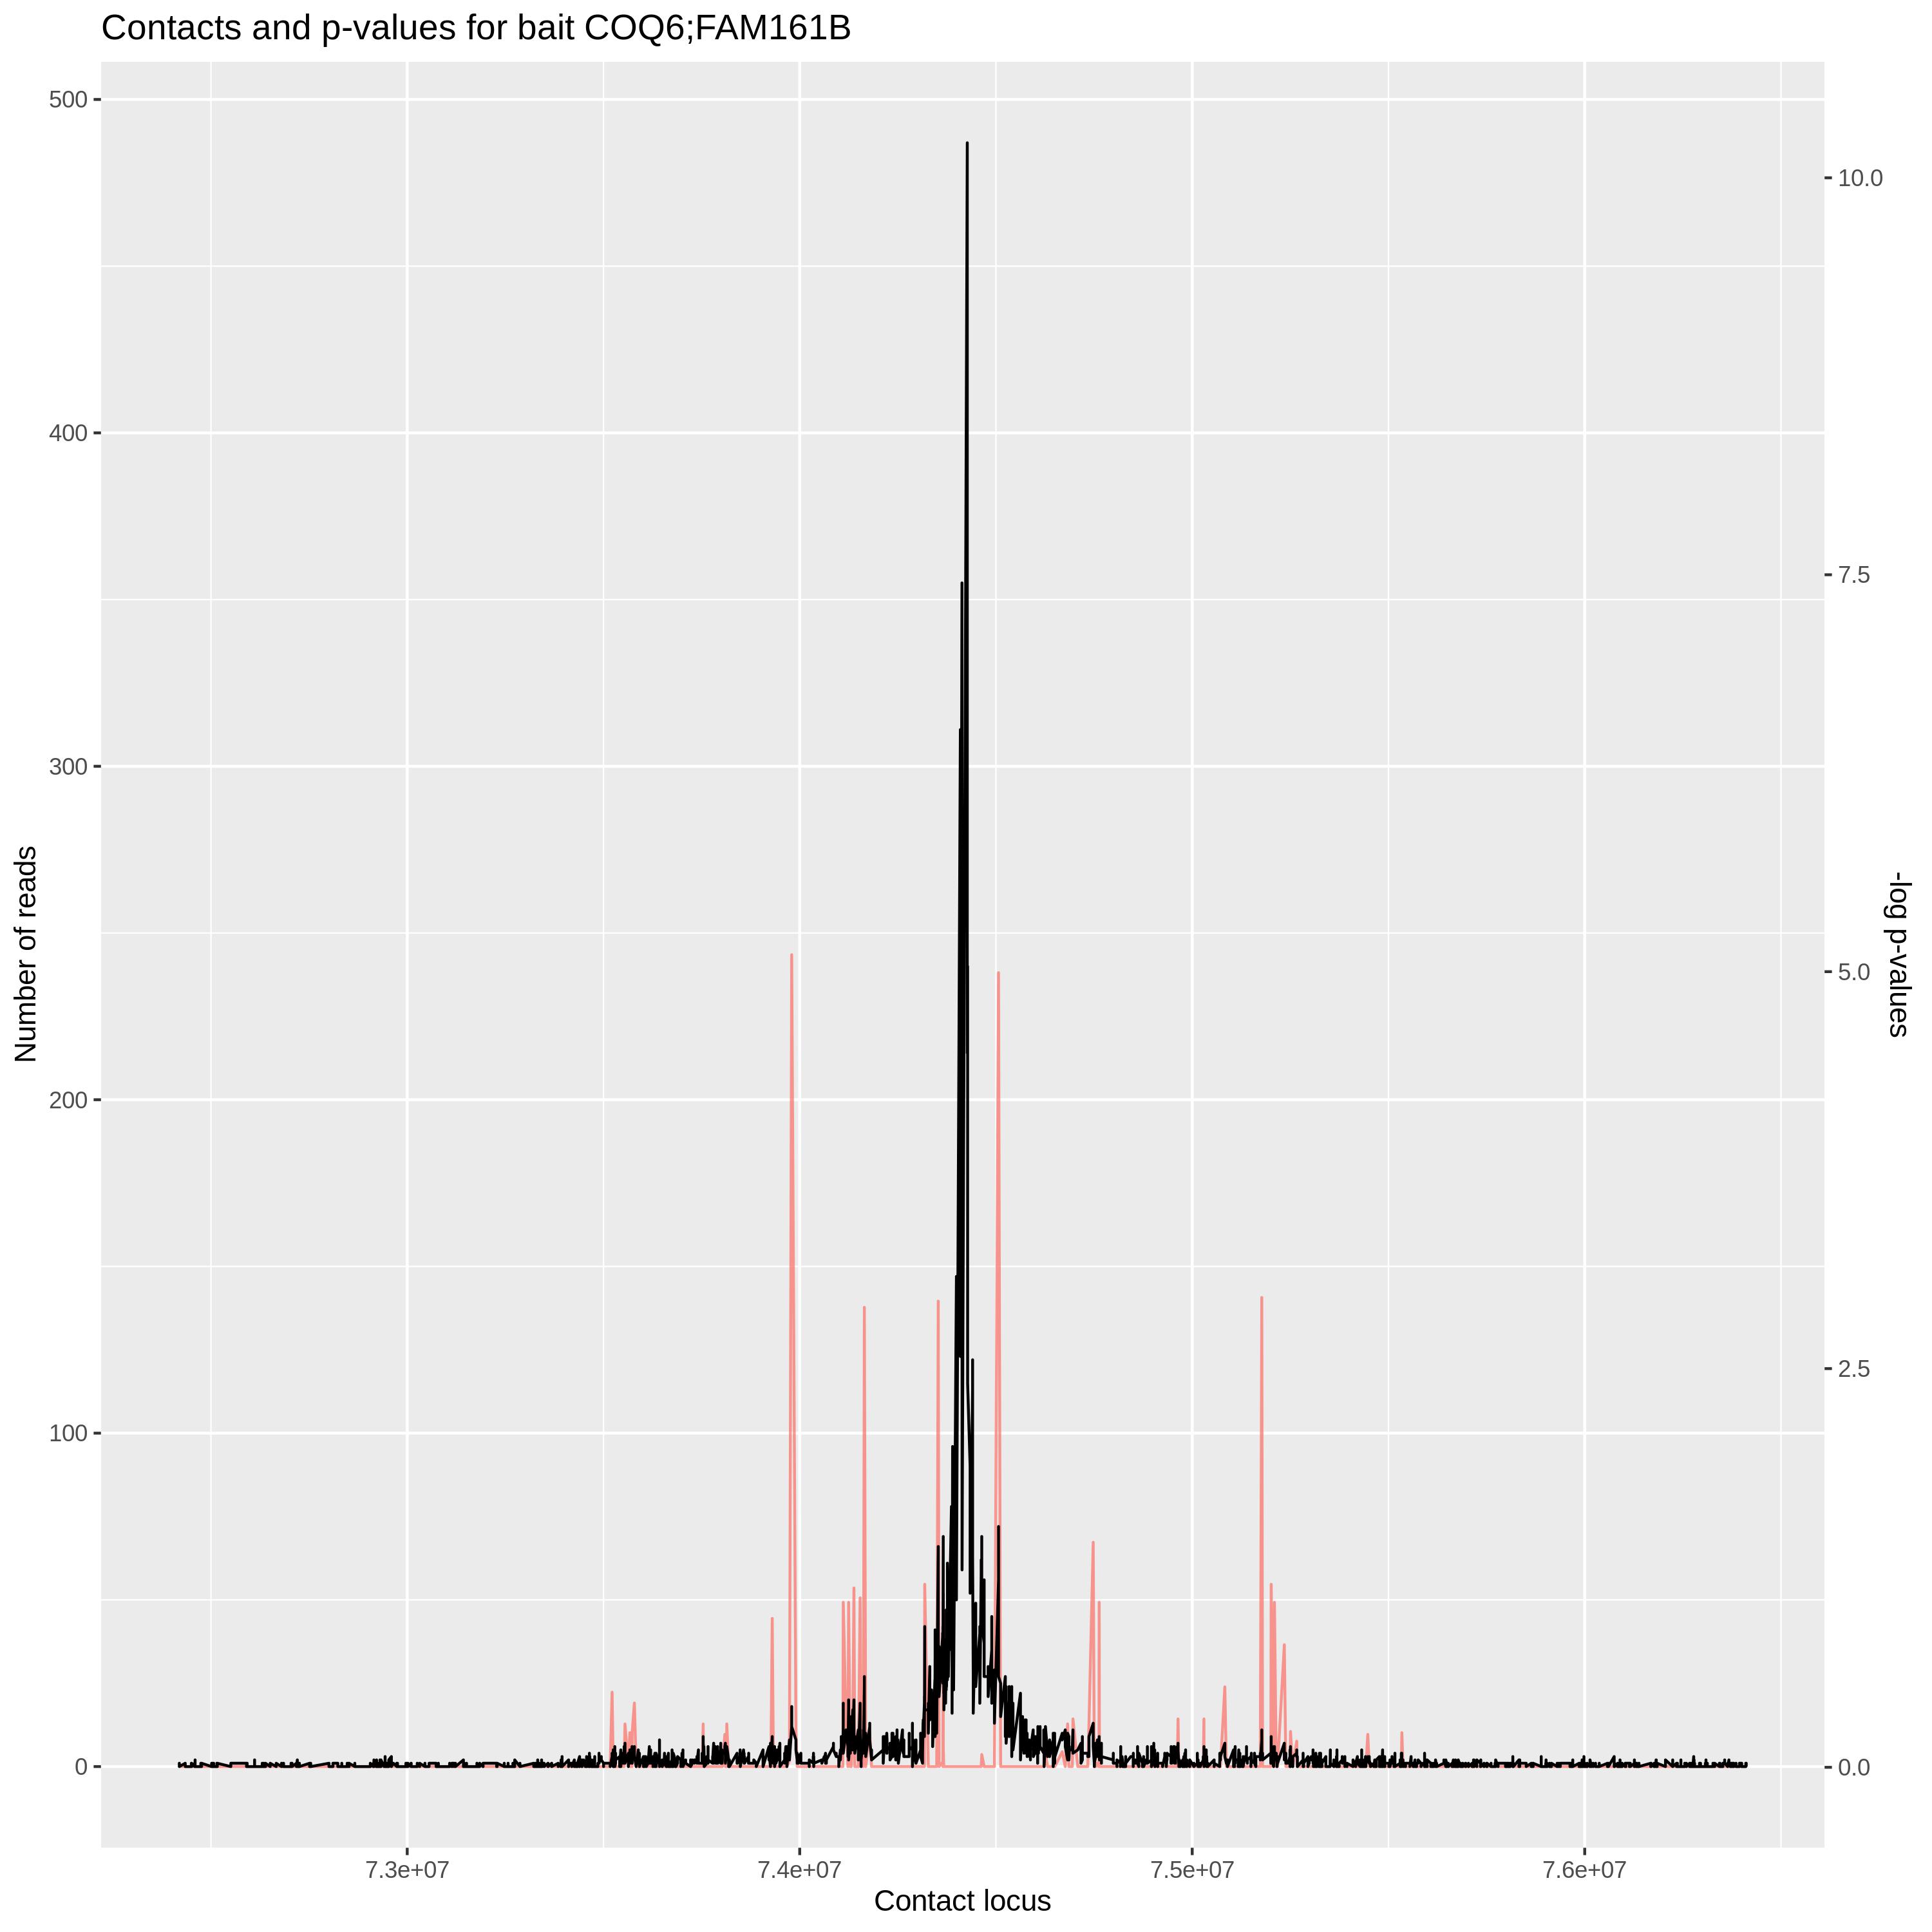 Contacts and p-values for bait COQ6;FAM161B
500
400
300
200
100
0
Number of reads
10.0
7.5
5.0
2.5
0.0
-log p-values
7.3e+07
7.4e+07
7.5e+07
7.6e+07
Contact locus